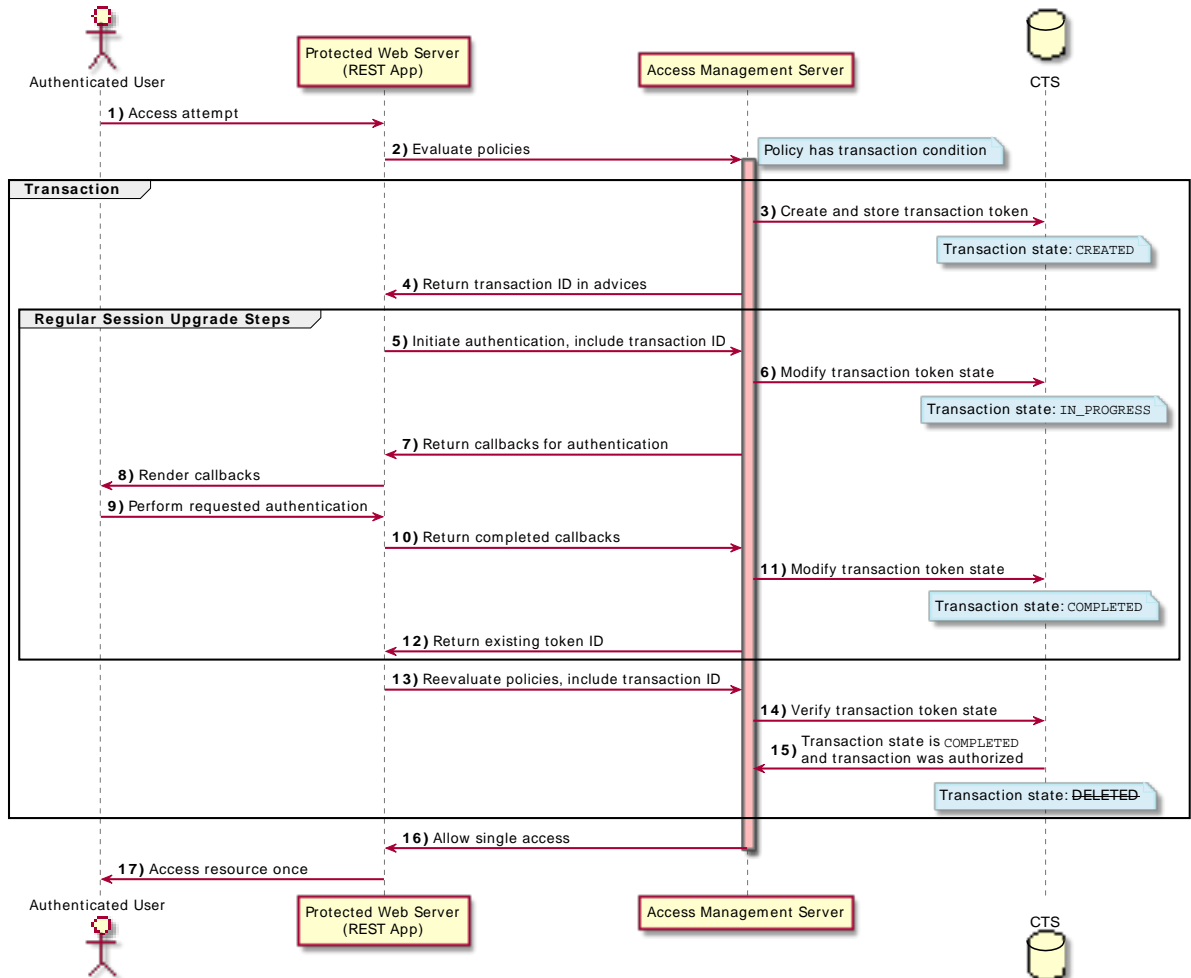 Authenticated User
Protected Web Server
(REST App)
Access Management Server
CTS
1) Access attempt
2) Evaluate policies
Policy has transaction condition
Transaction
3) Create and store transaction token
Transaction state: CREATED
4) Return transaction ID in advices
Regular Session Upgrade Steps
5) Initiate authentication, include transaction ID
6) Modify transaction token state
Transaction state: IN_PROGRESS
7) Return callbacks for authentication
8) Render callbacks
9) Perform requested authentication
10) Return completed callbacks
11) Modify transaction token state
Transaction state: COMPLETED
12) Return existing token ID
13) Reevaluate policies, include transaction ID
14) Verify transaction token state
15) Transaction state is COMPLETED
and transaction was authorized
Transaction state: DELETED
16) Allow single access
17) Access resource once
Authenticated User
Protected Web Server
(REST App)
Access Management Server
CTS